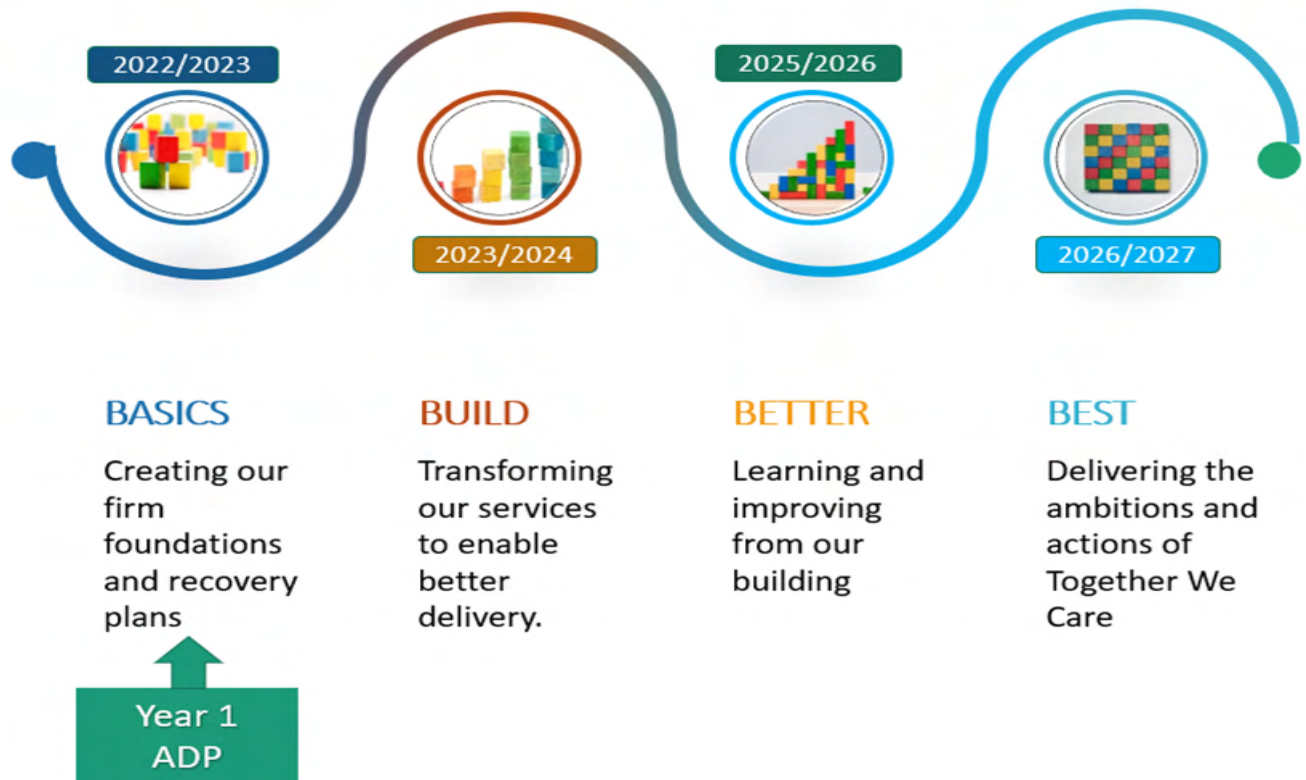 2022/2023
2025/2026
2023/2024
2026/2027
BASICS
Creating our
firm
foundations
and recovery
plans
BUILD
Transforming
our services
to enable
better
delivery.
BETTER
Learning and
improving
from our
building
BEST
Delivering the
ambitions and
actions of
Together We
Care
Year 1
ADP